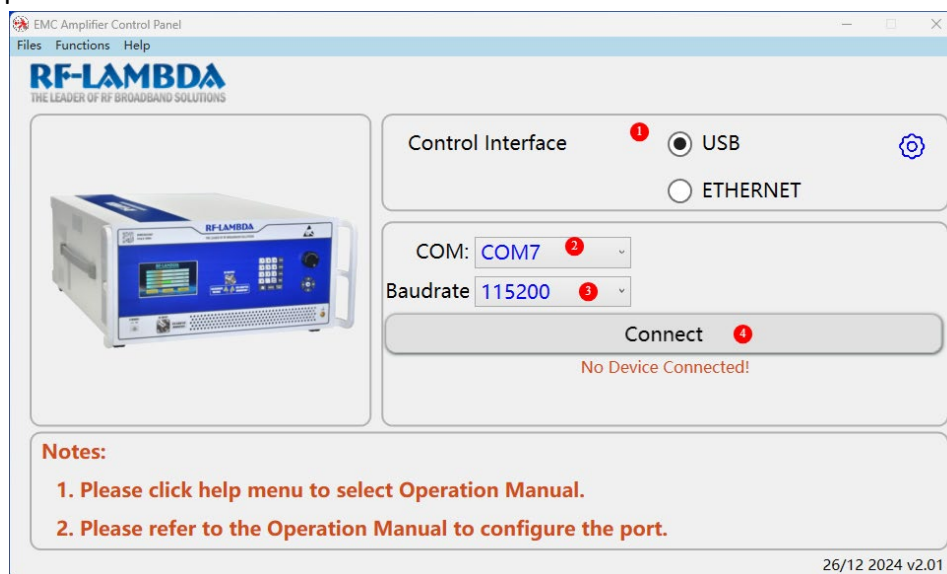 EMC Amplifier Control Panel
Files Functions Help
RF-LAMBDA
THE LEADER OF RF BROADBAND SOLUTIONS
RF-LAMBDA
Control Interface 1 USB
ETHERNET
COM: COM7 2
Baudrate 115200 3
Connect 4
No Device Connected!
Notes:
1. Please click help menu to select Operation Manual.
2. Please refer to the Operation Manual to configure the port.
26/12 2024 v2.01